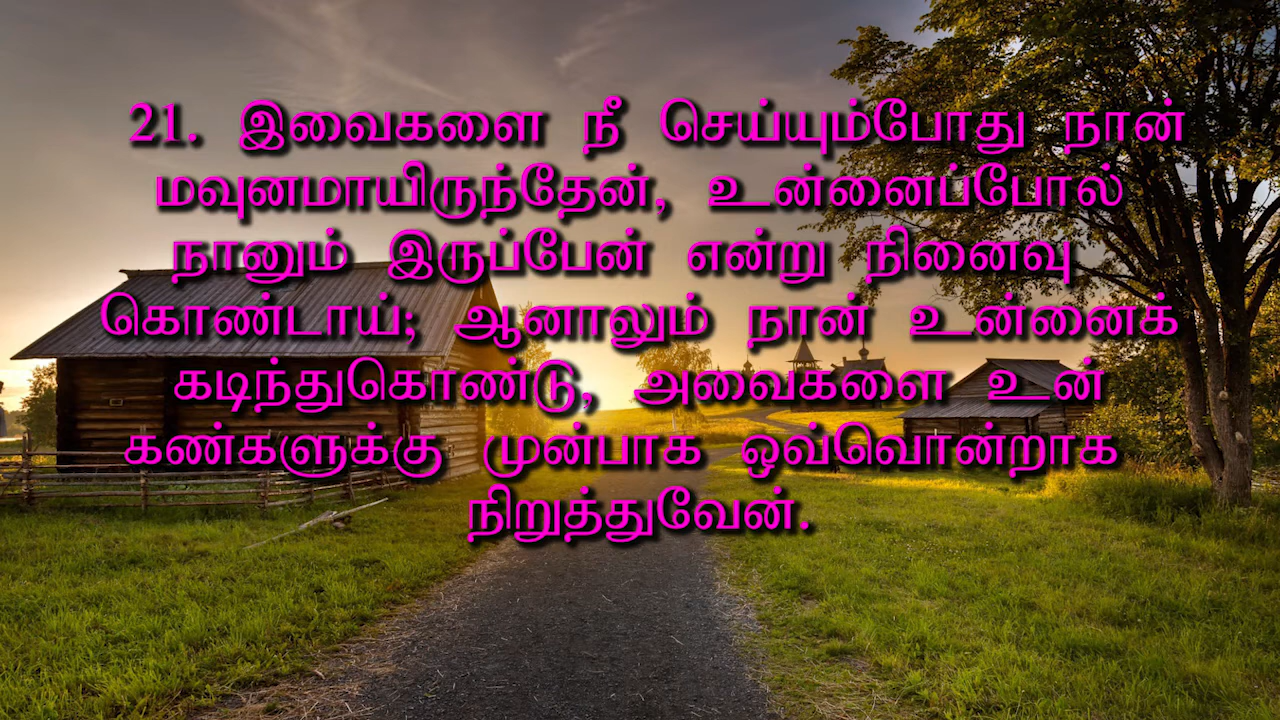 21. இவைகளை நீ செய்யும்போது நான்
மவுனமாயிருந்தேன், உன்னைப்போல்
நானும் இருப்பேன் என்று நினைவு
கொண்டாய்; ஆனாலும் நான் உன்னைக்
கடிந்துகொண்டு, அவைகளை உன்
கண்களுக்கு முன்பாக ஒவ்வொன்றாக
நிறுத்துவேன்.